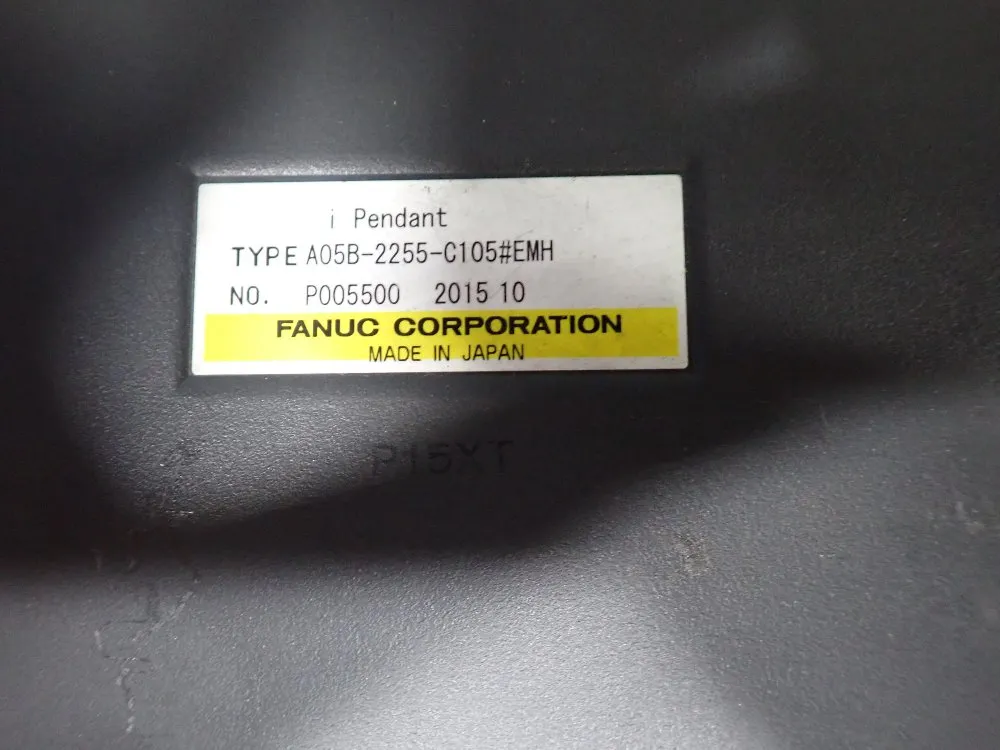 i Pendant
TYPE A05B-2255-C105#EMH
NO. P005500 2015 10
FANUC CORPORATION
MADE IN JAPAN
P15XT